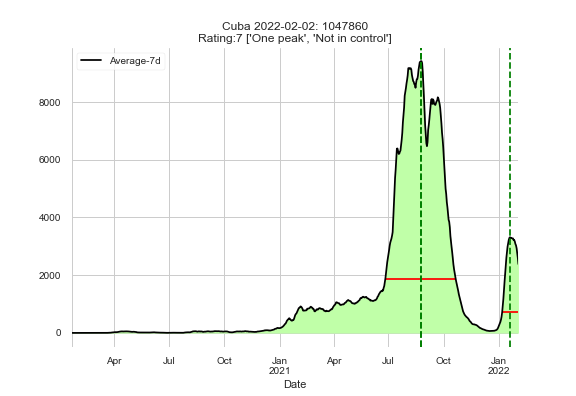 Cuba 2022-02-02: 1047860
Rating:7 ['One peak', 'Not in control']
Average-7d
8000
6000
4000
2000
0
Apr Jul Oct Jan Apr Jul Oct Jan
2021 2022
Date